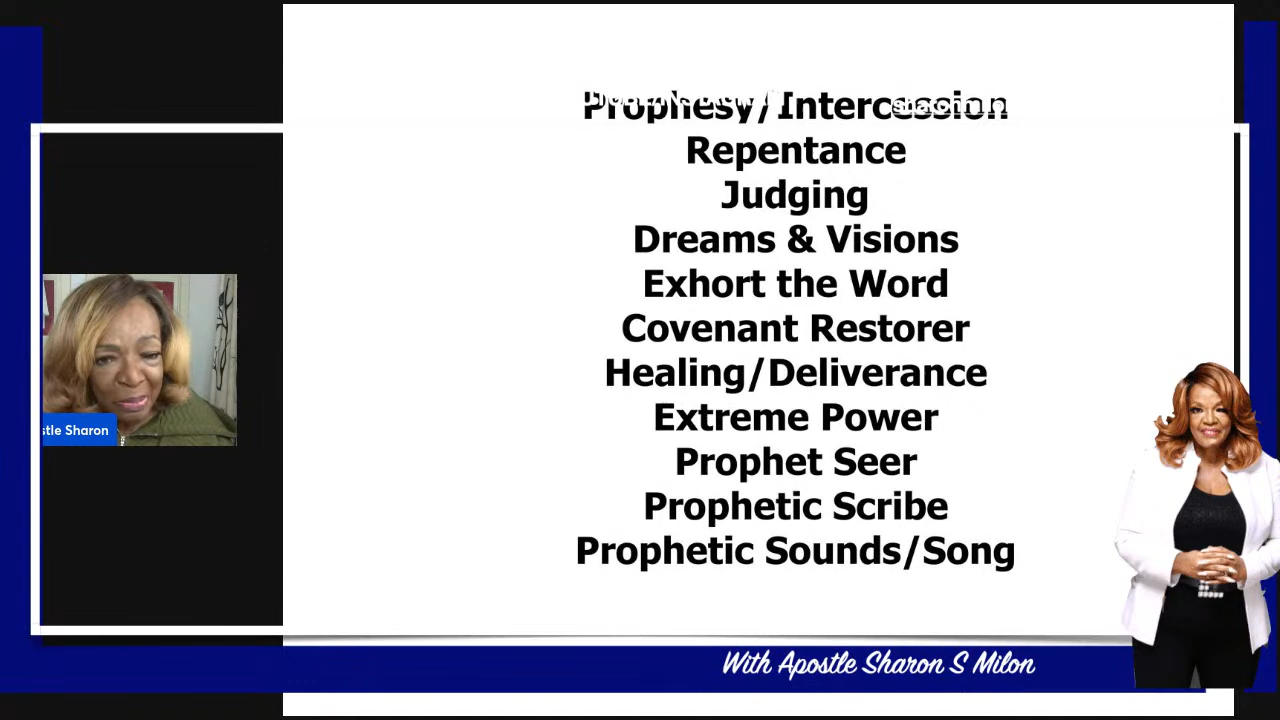 Prophesy/Intercession
Repentance
Judging
Dreams & Visions
Exhort the Word
Covenant Restorer
Healing/Deliverance
Extreme Power
Prophet Seer
Prophetic Scribe
Prophetic Sounds/Song
stle Sharon
With Apostle Sharon S Milon